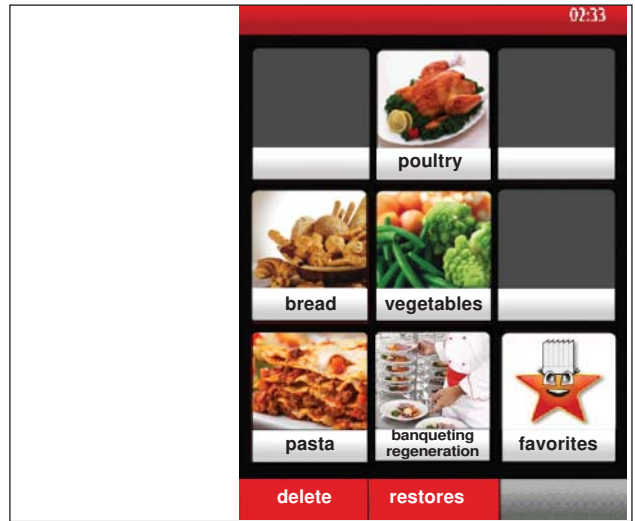 02:33
poultry
bread
vegetables
pasta
banqueting
regeneration
favorites
delete
restores